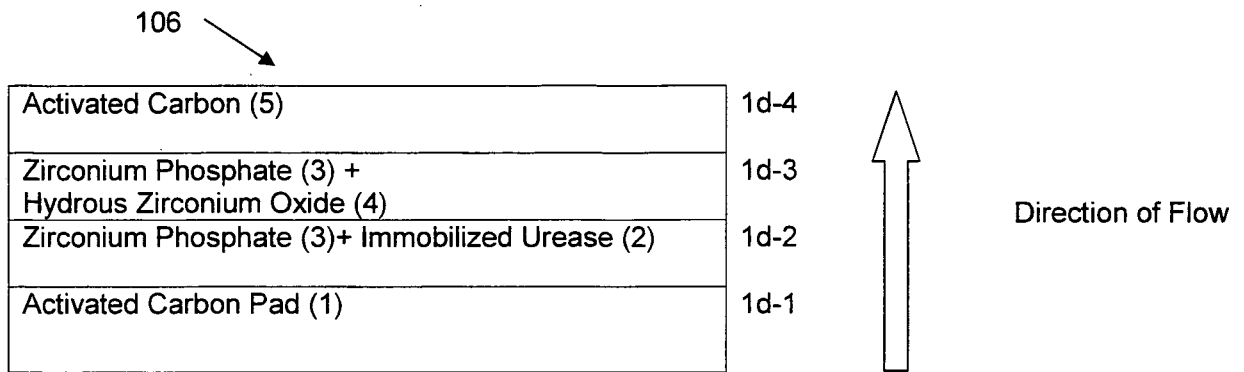 106
Activated Carbon (5)
1d-4
Zirconium Phosphate (3) +
Hydrous Zirconium Oxide (4)
1d-3
Zirconium Phosphate (3)+ Immobilized Urease (2)
1d-2
Activated Carbon Pad (1)
1d-1
Direction of Flow